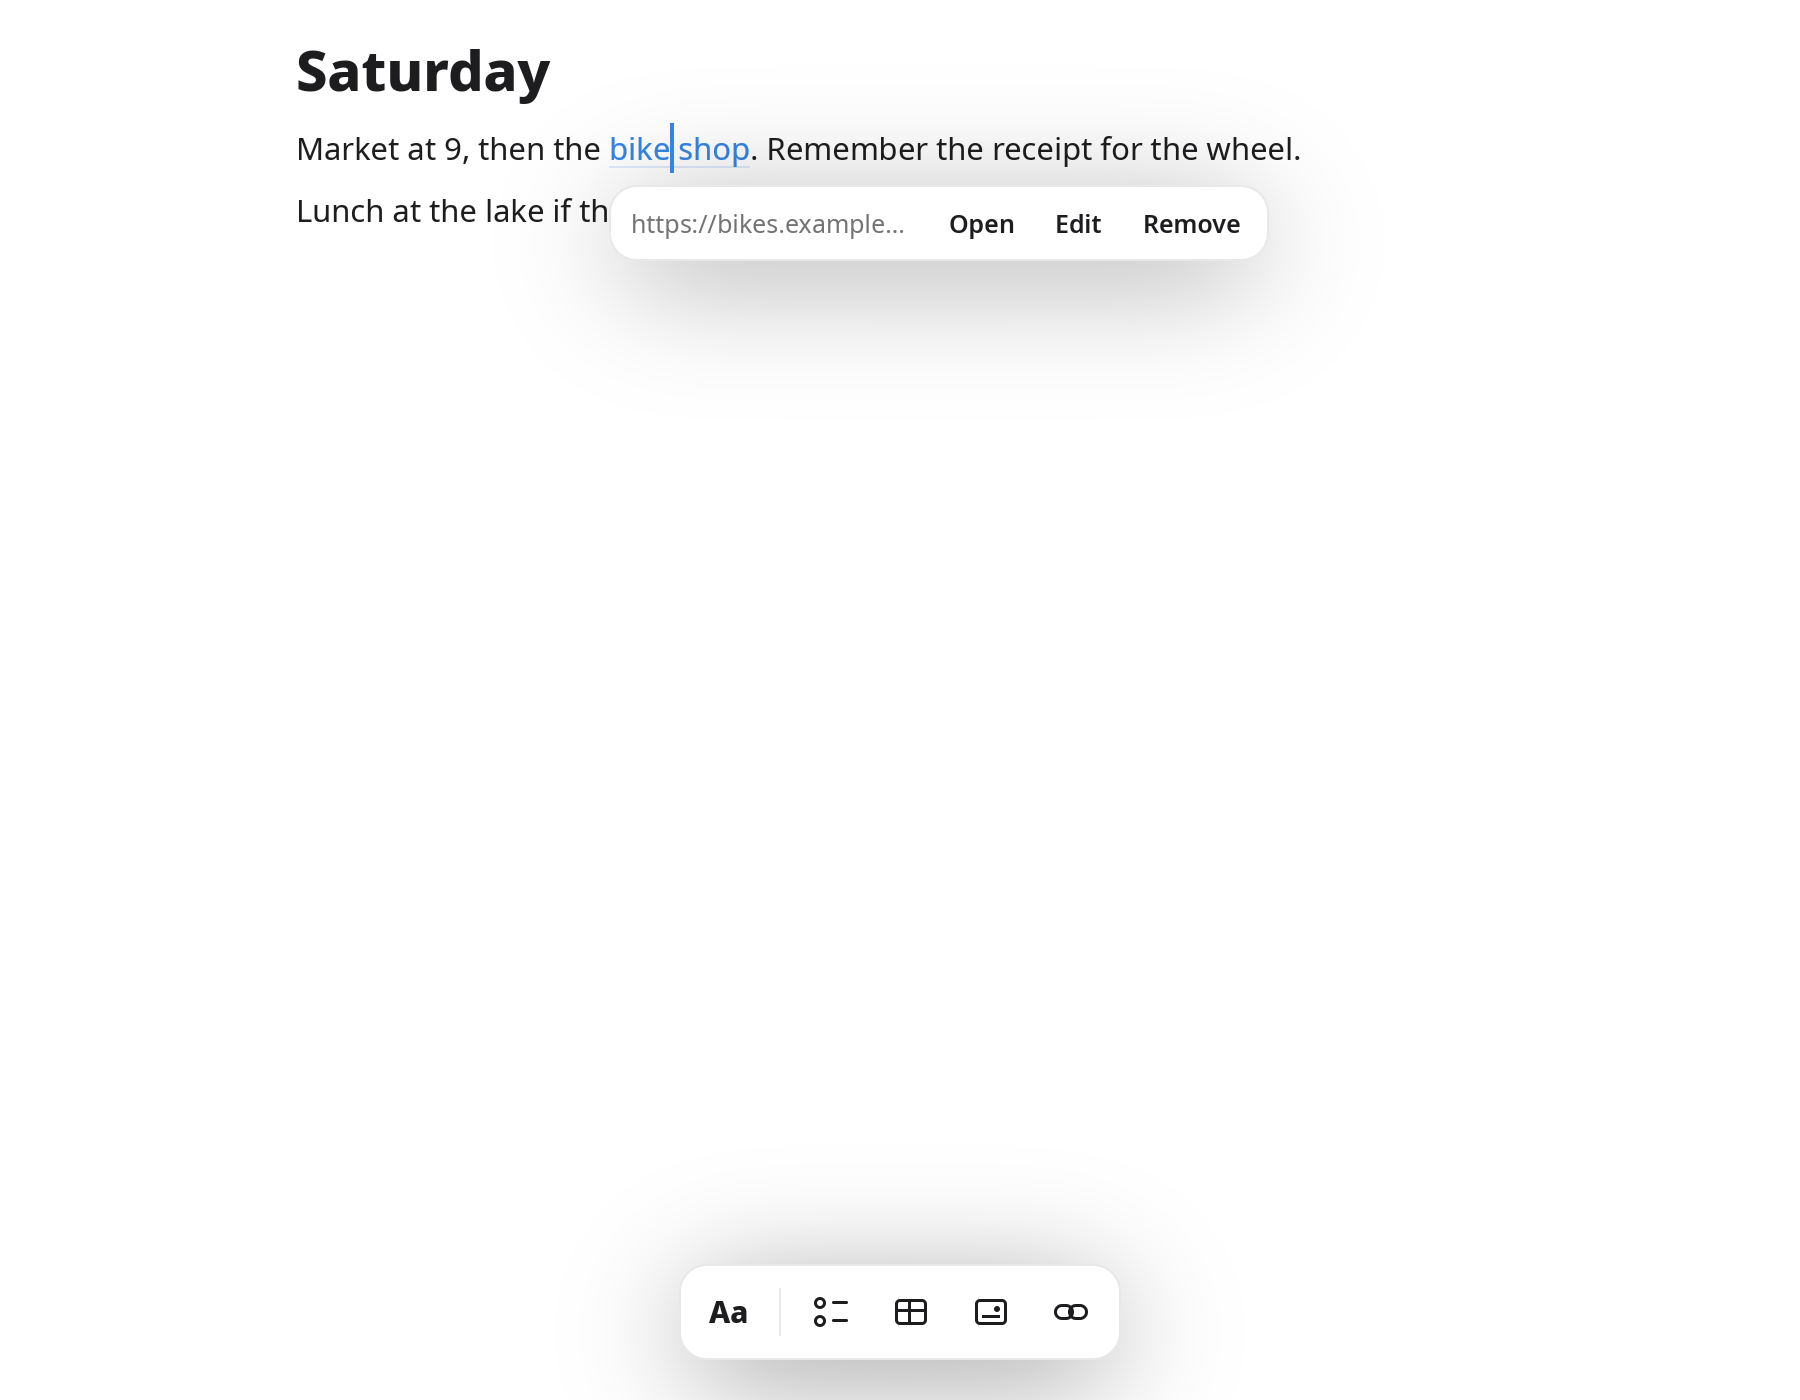 Saturday
Market at 9, then the bike shop. Remember the receipt for the wheel.
Lunch at the lake if th
https://bikes.example… Open Edit Remove
Aa